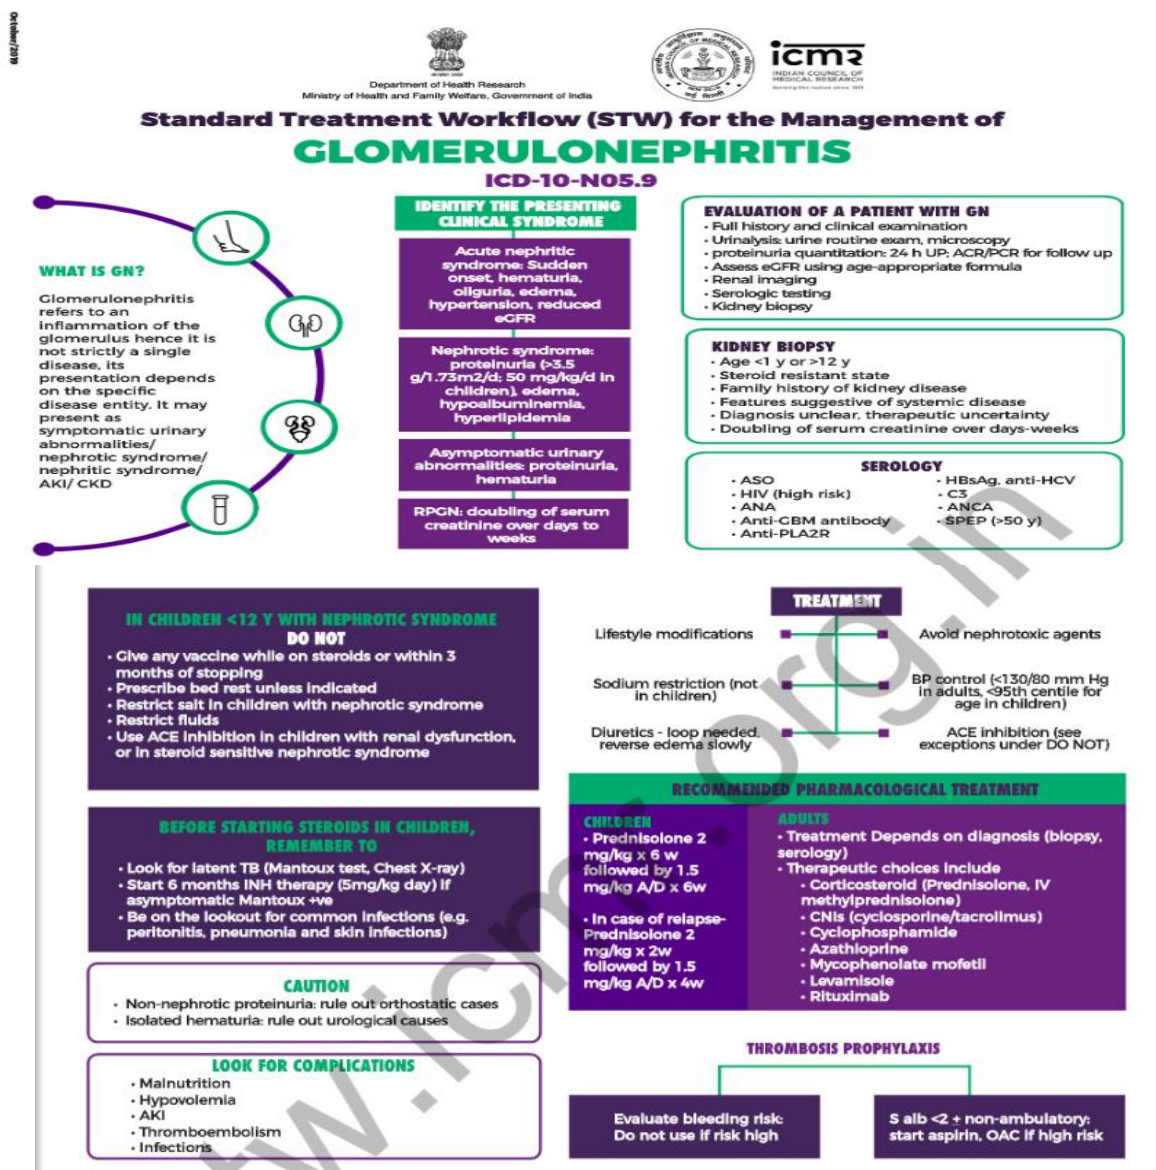 October/2019
Department of Health Research
Ministry of Health and Family Welfare, Government of India
icmr
INDIAN COUNCIL OF
MEDICAL RESEARCH
Serving the nation since 1911
Standard Treatment Workflow (STW) for the Management of
GLOMERULONEPHRITIS
ICD-10-N05.9
WHAT IS GN?
Glomerulonephritis
refers to an
inflammation of the
glomerulus hence it is
not strictly a single
disease, its
presentation depends
on the specific
disease entity. It may
present as
symptomatic urinary
abnormalities/
nephrotic syndrome/
nephritic syndrome/
AKI/ CKD
IDENTIFY THE PRESENTING
CLINICAL SYNDROME
Acute nephritic
syndrome: Sudden
onset, hematuria,
oliguria, edema,
hypertension, reduced
eGFR
Nephrotic syndrome:
proteinuria (>3.5
g/1.73m2/d; 50 mg/kg/d in
children), edema,
hypoalbuminemia,
hyperlipidemia
Asymptomatic urinary
abnormalities: proteinuria,
hematuria
RPGN: doubling of serum
creatinine over days to
weeks
EVALUATION OF A PATIENT WITH GN
• Full history and clinical examination
• Urinalysis: urine routine exam, microscopy
• proteinuria quantitation: 24 h UP; ACR/PCR for follow up
• Assess eGFR using age-appropriate formula
• Renal imaging
• Serologic testing
• Kidney biopsy
KIDNEY BIOPSY
• Age <1 y or >12 y
• Steroid resistant state
• Family history of kidney disease
• Features suggestive of systemic disease
• Diagnosis unclear, therapeutic uncertainty
• Doubling of serum creatinine over days-weeks
SEROLOGY
• ASO
• HIV (high risk)
• ANA
• Anti-GBM antibody
• Anti-PLA2R
• HBsAg, anti-HCV
• C3
• ANCA
• SPEP (>50 y)
IN CHILDREN <12 Y WITH NEPHROTIC SYNDROME
DO NOT
• Give any vaccine while on steroids or within 3
months of stopping
• Prescribe bed rest unless indicated
• Restrict salt in children with nephrotic syndrome
• Restrict fluids
• Use ACE inhibition in children with renal dysfunction,
or in steroid sensitive nephrotic syndrome
BEFORE STARTING STEROIDS IN CHILDREN,
REMEMBER TO
• Look for latent TB (Mantoux test, Chest X-ray)
• Start 6 months INH therapy (5mg/kg day) if
asymptomatic Mantoux +ve
• Be on the lookout for common infections (e.g.
peritonitis, pneumonia and skin infections)
CAUTION
• Non-nephrotic proteinuria: rule out orthostatic cases
• Isolated hematuria: rule out urological causes
LOOK FOR COMPLICATIONS
• Malnutrition
• Hypovolemia
• AKI
• Thromboembolism
• Infections
TREATMENT
Lifestyle modifications
Avoid nephrotoxic agents
Sodium restriction (not
in children)
BP control (<130/80 mm Hg
in adults, <95th centile for
age in children)
Diuretics - loop needed,
reverse edema slowly
ACE inhibition (see
exceptions under DO NOT)
RECOMMENDED PHARMACOLOGICAL TREATMENT
CHILDREN
• Prednisolone 2
mg/kg x 6 w
followed by 1.5
mg/kg A/D x 6w
• In case of relapse-
Prednisolone 2
mg/kg x 2w
followed by 1.5
mg/kg A/D x 4w
ADULTS
• Treatment Depends on diagnosis (biopsy,
serology)
• Therapeutic choices include
• Corticosteroid (Prednisolone, IV
methylprednisolone)
• CNIs (cyclosporine/tacrolimus)
• Cyclophosphamide
• Azathioprine
• Mycophenolate mofetil
• Levamisole
• Rituximab
THROMBOSIS PROPHYLAXIS
Evaluate bleeding risk:
Do not use if risk high
S alb <2 ± non-ambulatory:
start aspirin, OAC if high risk
w.icmr.org.in